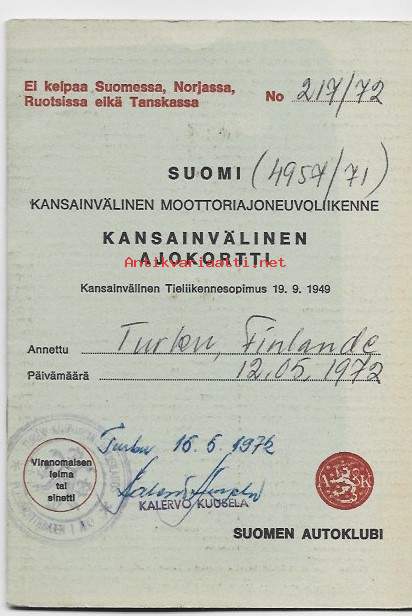 Ei kelpaa Suomessa, Norjassa,
Ruotsissa eikä Tanskassa
No 217/72
SUOMI (4957/71)
KANSAINVÄLINEN MOOTTORIAJONEUVOLIIKENNE
KANSAINVÄLINEN
AJOKORTTI
Antikvariaatti.net
Kansainvälinen Tieliikennesopimus 19. 9. 1949
Annettu Turku, Finlande
Päivämäärä 12.05.1972
Turku 16.5.1972
Viranomaisen
leima
tai
sinetti
KALERVO KUUSELA
A K
SUOMEN AUTOKLUBI